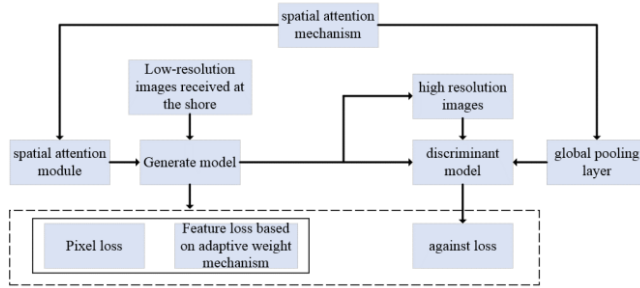 spatial attention
mechanism
Low-resolution
images received at
the shore
high resolution
images
spatial attention
module
Generate model
discriminant
model
global pooling
layer
Pixel loss
Feature loss based
on adaptive weight
mechanism
against loss